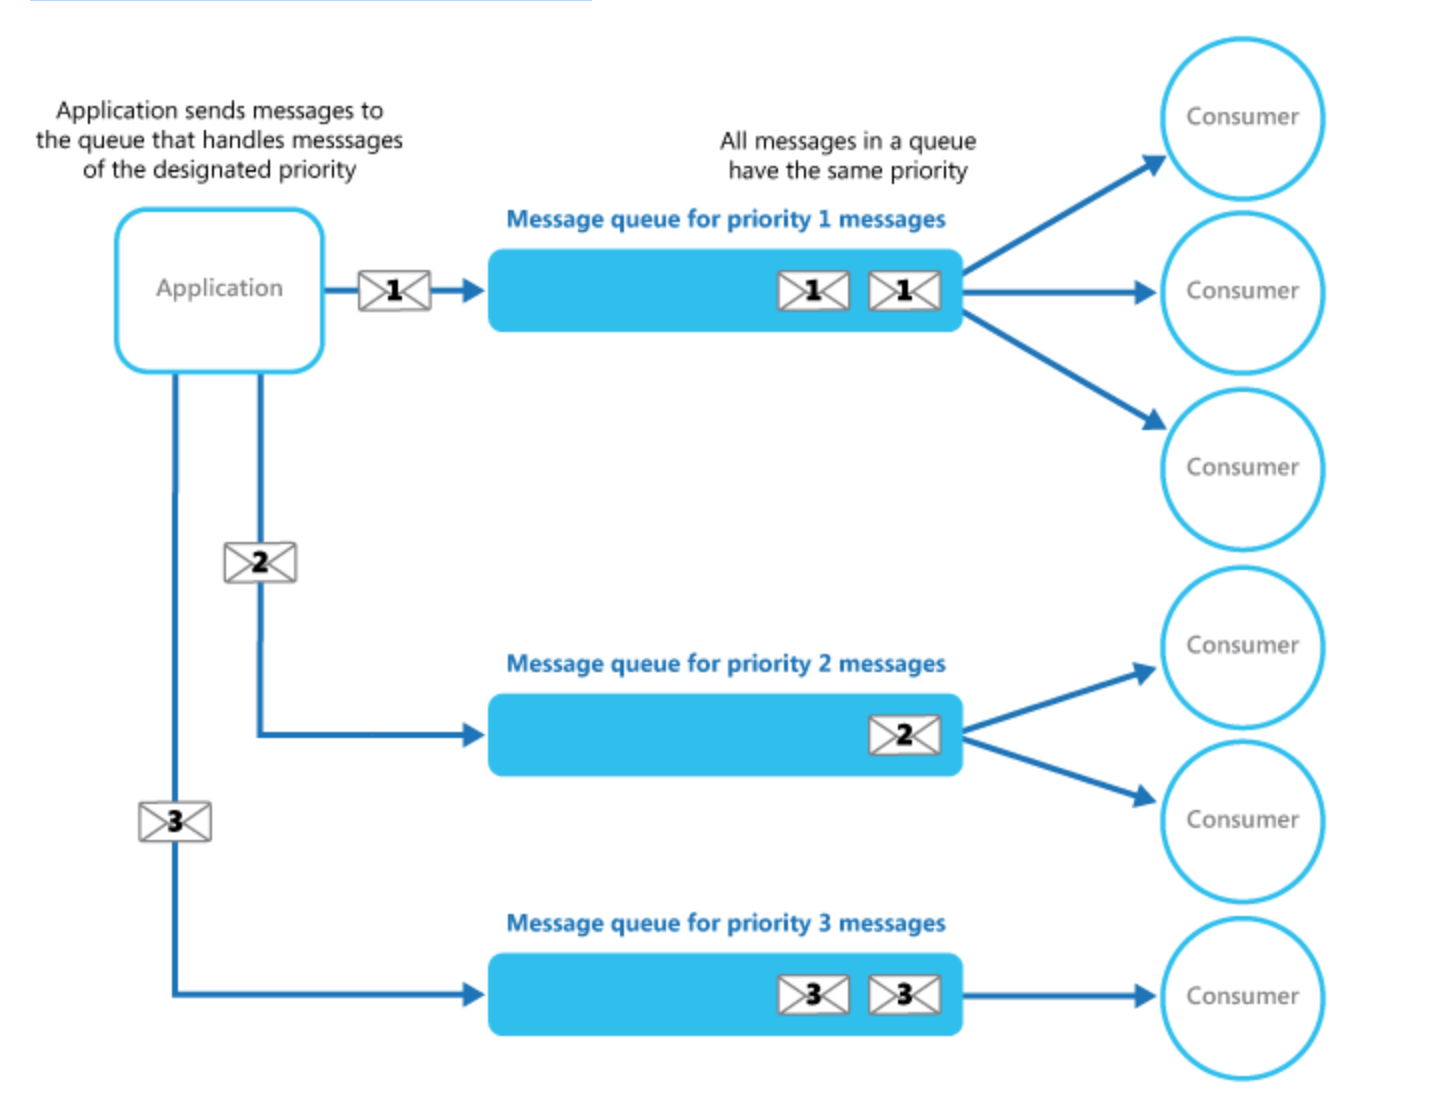 Application sends messages to
the queue that handles messsages
of the designated priority
All messages in a queue
have the same priority
Application
1
Message queue for priority 1 messages
1 1
Consumer
Consumer
Consumer
2
Message queue for priority 2 messages
2
Consumer
Consumer
3
Message queue for priority 3 messages
3 3
Consumer